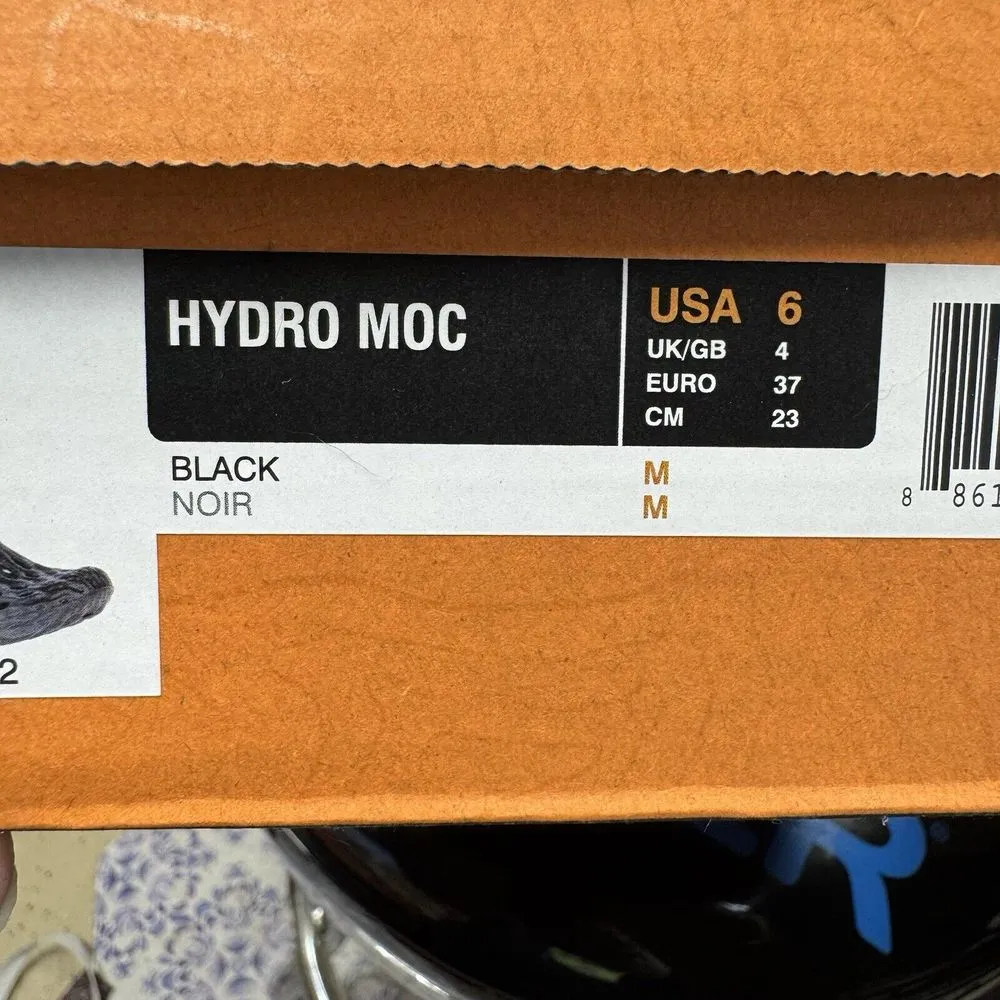 HYDRO MOC
USA 6
UK/GB 4
EURO 37
CM 23
BLACK
NOIR
M
M
8 861
2